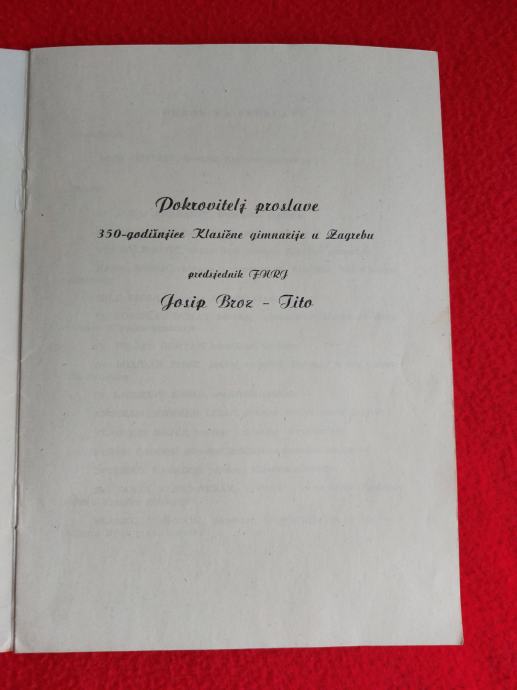 Pokrovitelj proslave
350-godišnjice Klasične gimnazije u Zagrebu
predsjednik FNRJ
Josip Broz - Tito